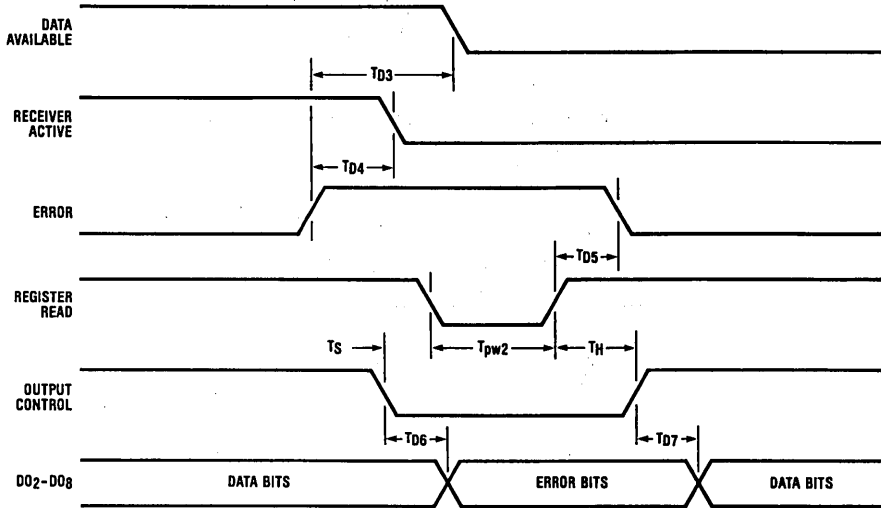 DATA
AVAILABLE
TD3
RECEIVER
ACTIVE
TD4
ERROR
TD5
REGISTER
READ
TS
Tpw2
TH
OUTPUT
CONTROL
TD6
TD7
DO2-DO8
DATA BITS
ERROR BITS
DATA BITS